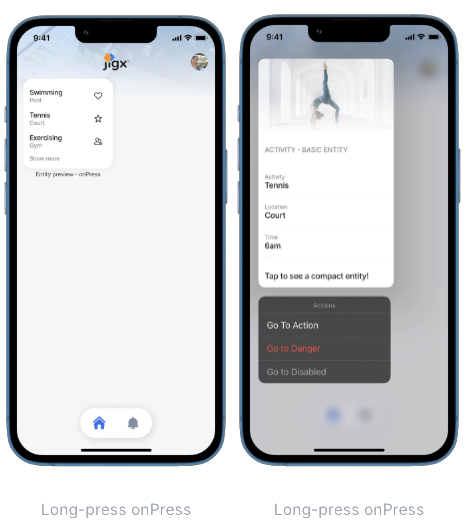 9:41
jigx
Swimming
Pool
Tennis
Court
Exercising
Gym
Show more
Entity preview - onPress
Long-press onPress
9:41
ACTIVITY - BASIC ENTITY
Activity
Tennis
Location
Court
Time
6am
Tap to see a compact entity!
Actions
Go To Action
Go to Danger
Go to Disabled
Long-press onPress